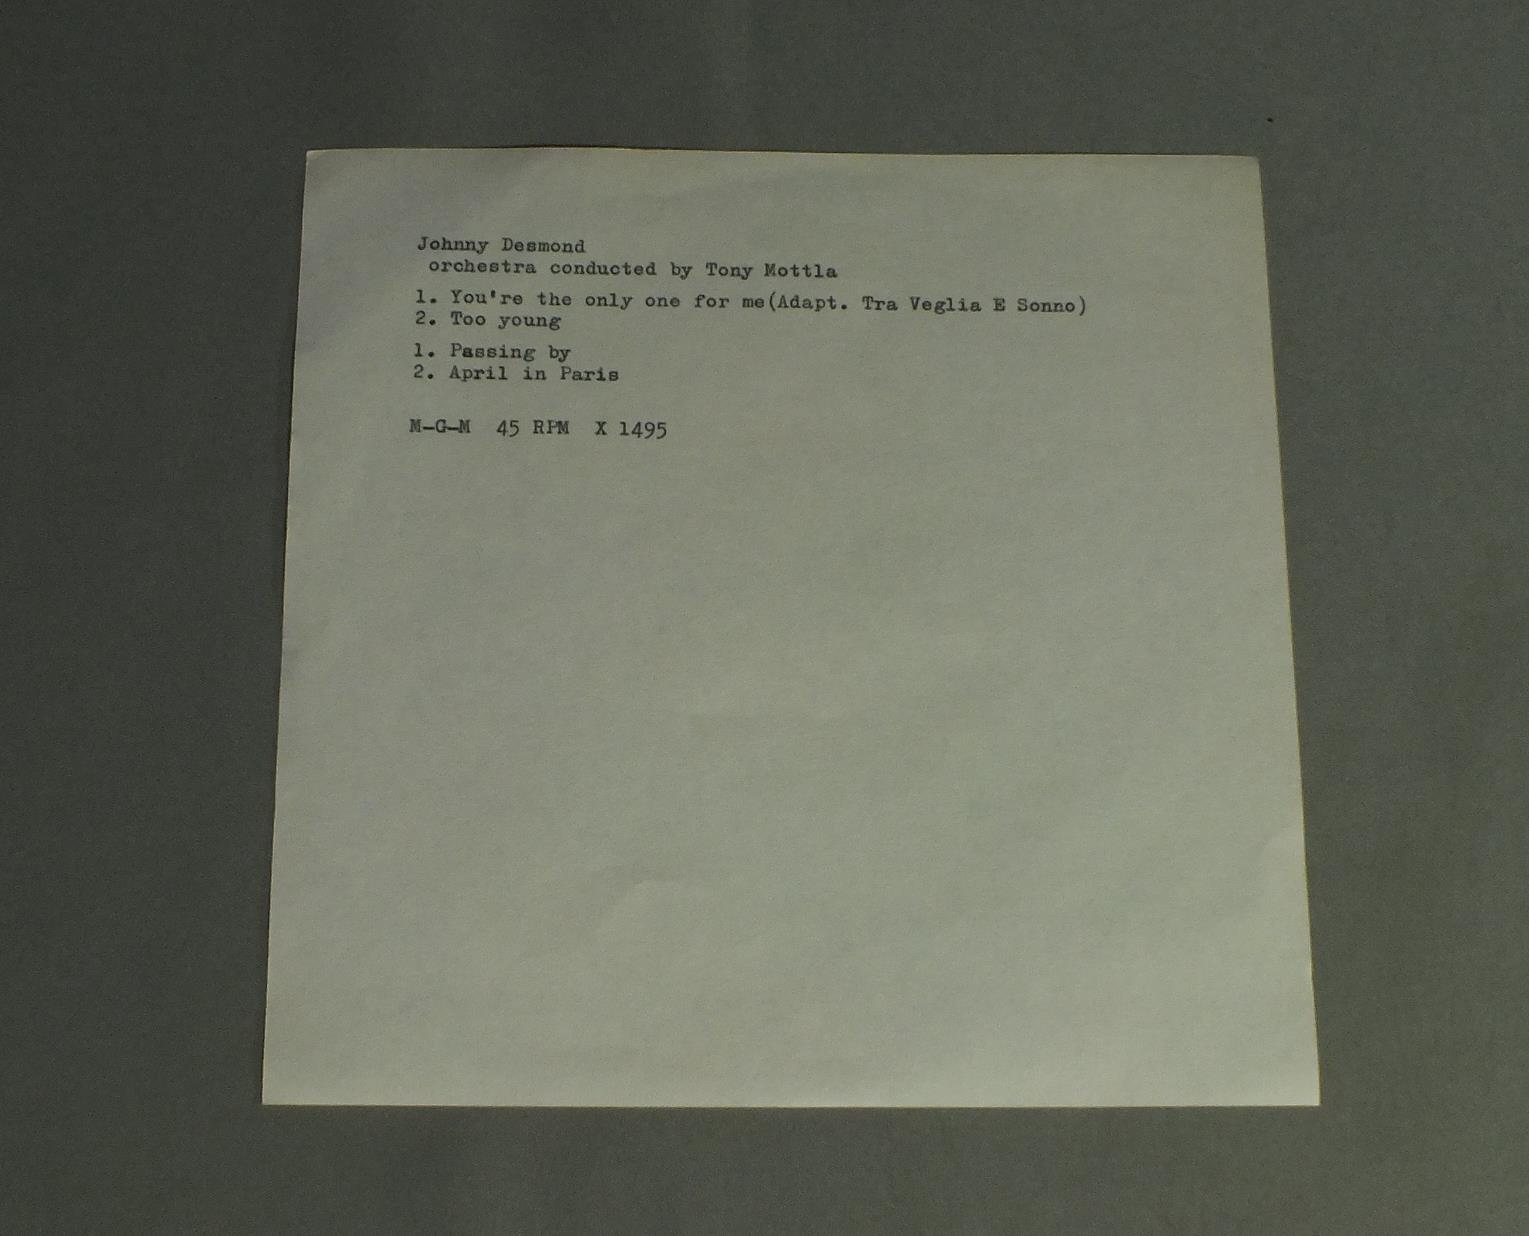 Johnny Desmond
orchestra conducted by Tony Mottla
1. You're the only one for me(Adapt. Tra Veglia E Sonno)
2. Too young
1. Passing by
2. April in Paris
M-G-M 45 RPM X 1495